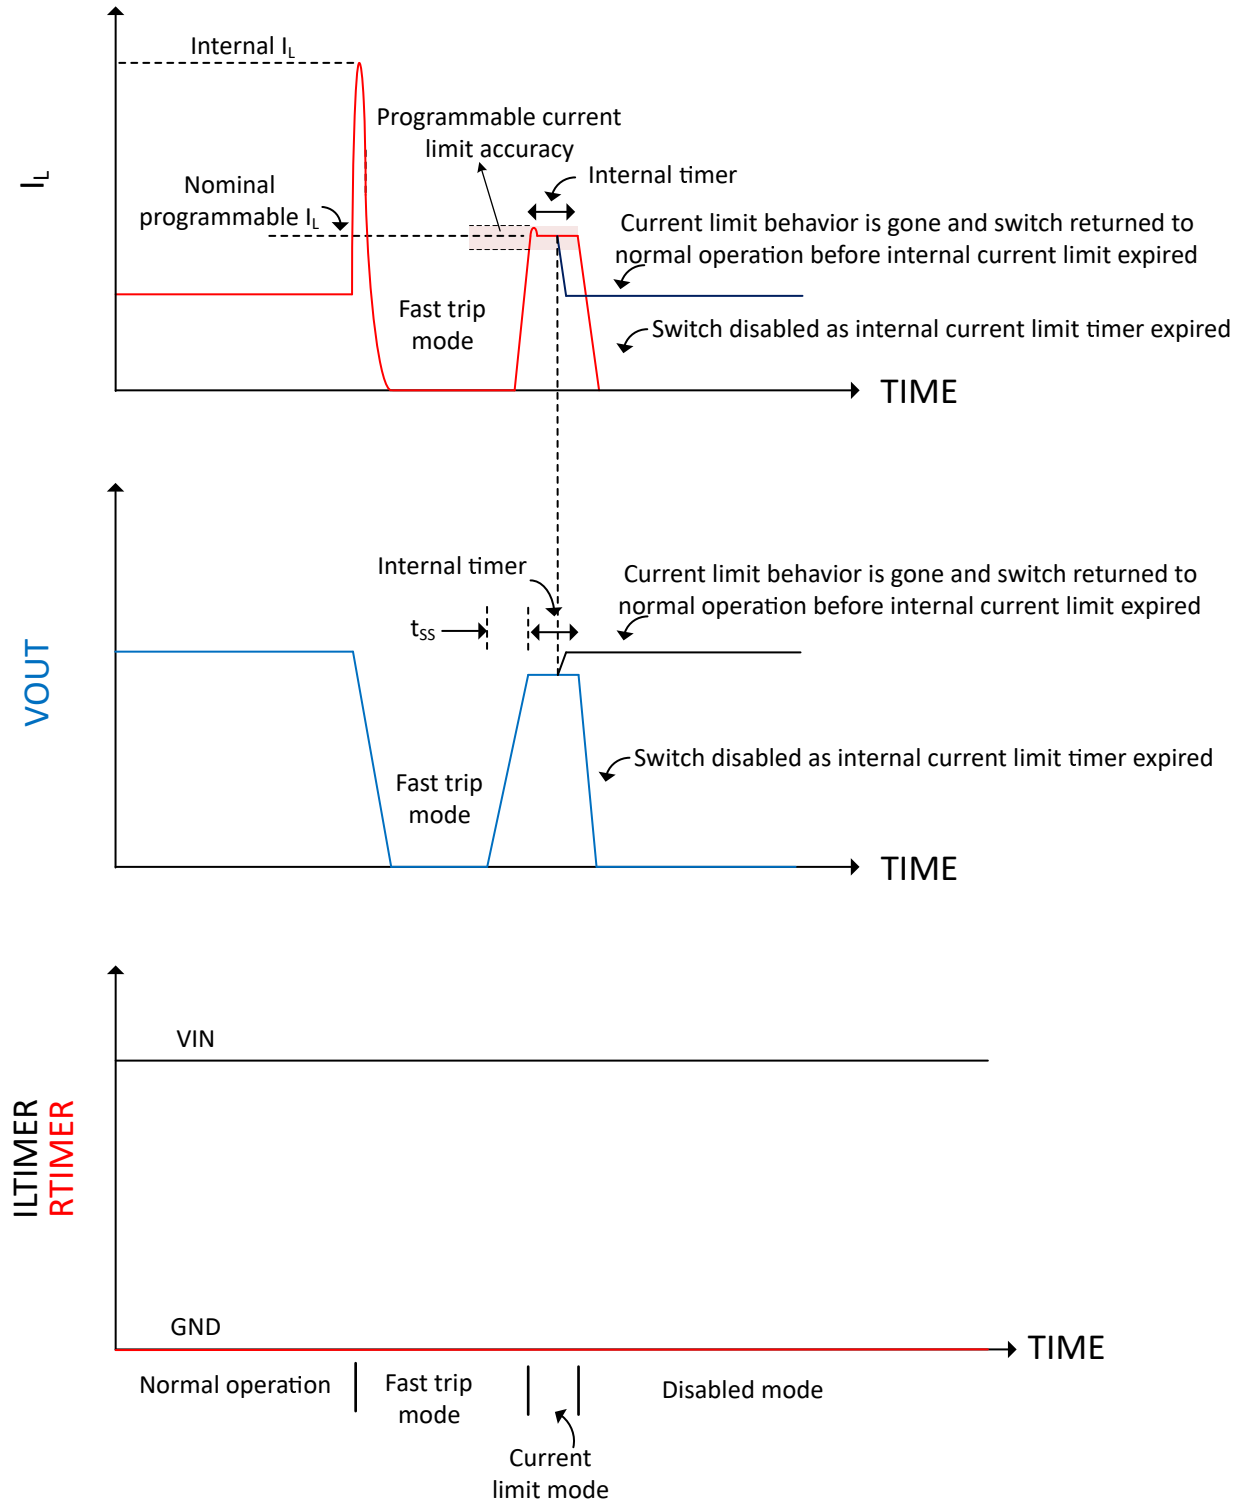 Internal IL
IL
Programmable current
limit accuracy
Internal timer
Nominal
programmable IL
Current limit behavior is gone and switch returned to
normal operation before internal current limit expired
Fast trip
mode
Switch disabled as internal current limit timer expired
TIME
VOUT
Internal timer
tSS
Current limit behavior is gone and switch returned to
normal operation before internal current limit expired
Switch disabled as internal current limit timer expired
Fast trip
mode
TIME
ILTIMER
RTIMER
VIN
GND
TIME
Normal operation
Fast trip
mode
Current
limit mode
Disabled mode